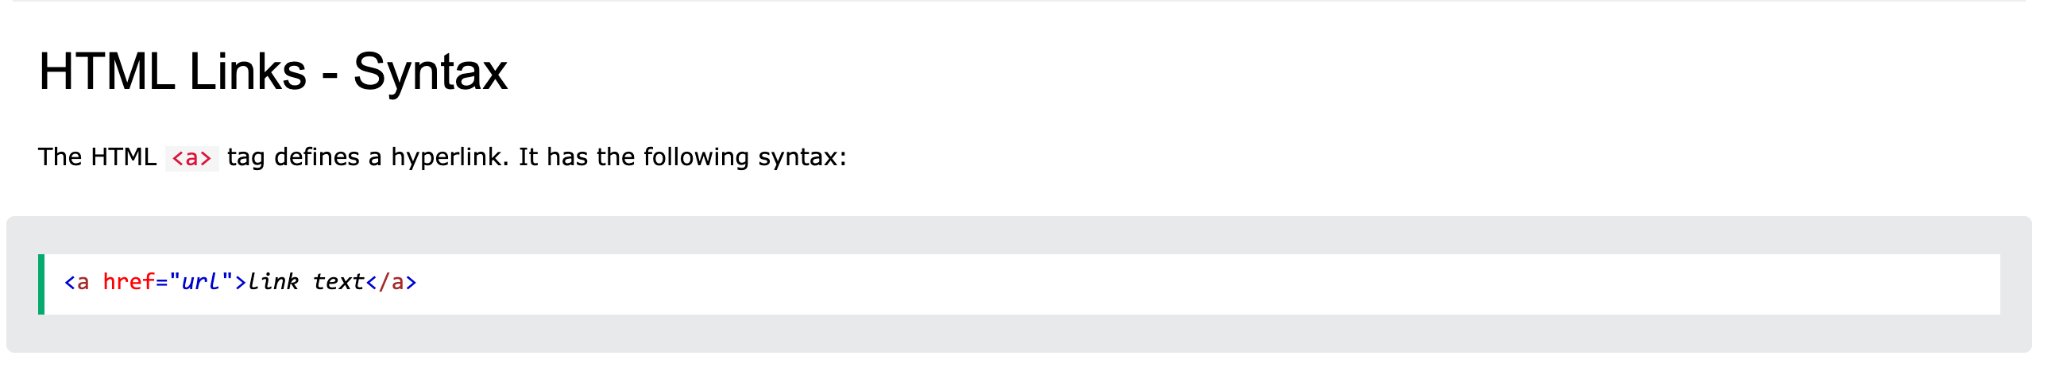 HTML Links - Syntax
The HTML <a> tag defines a hyperlink. It has the following syntax:
<a href="url">link text</a>